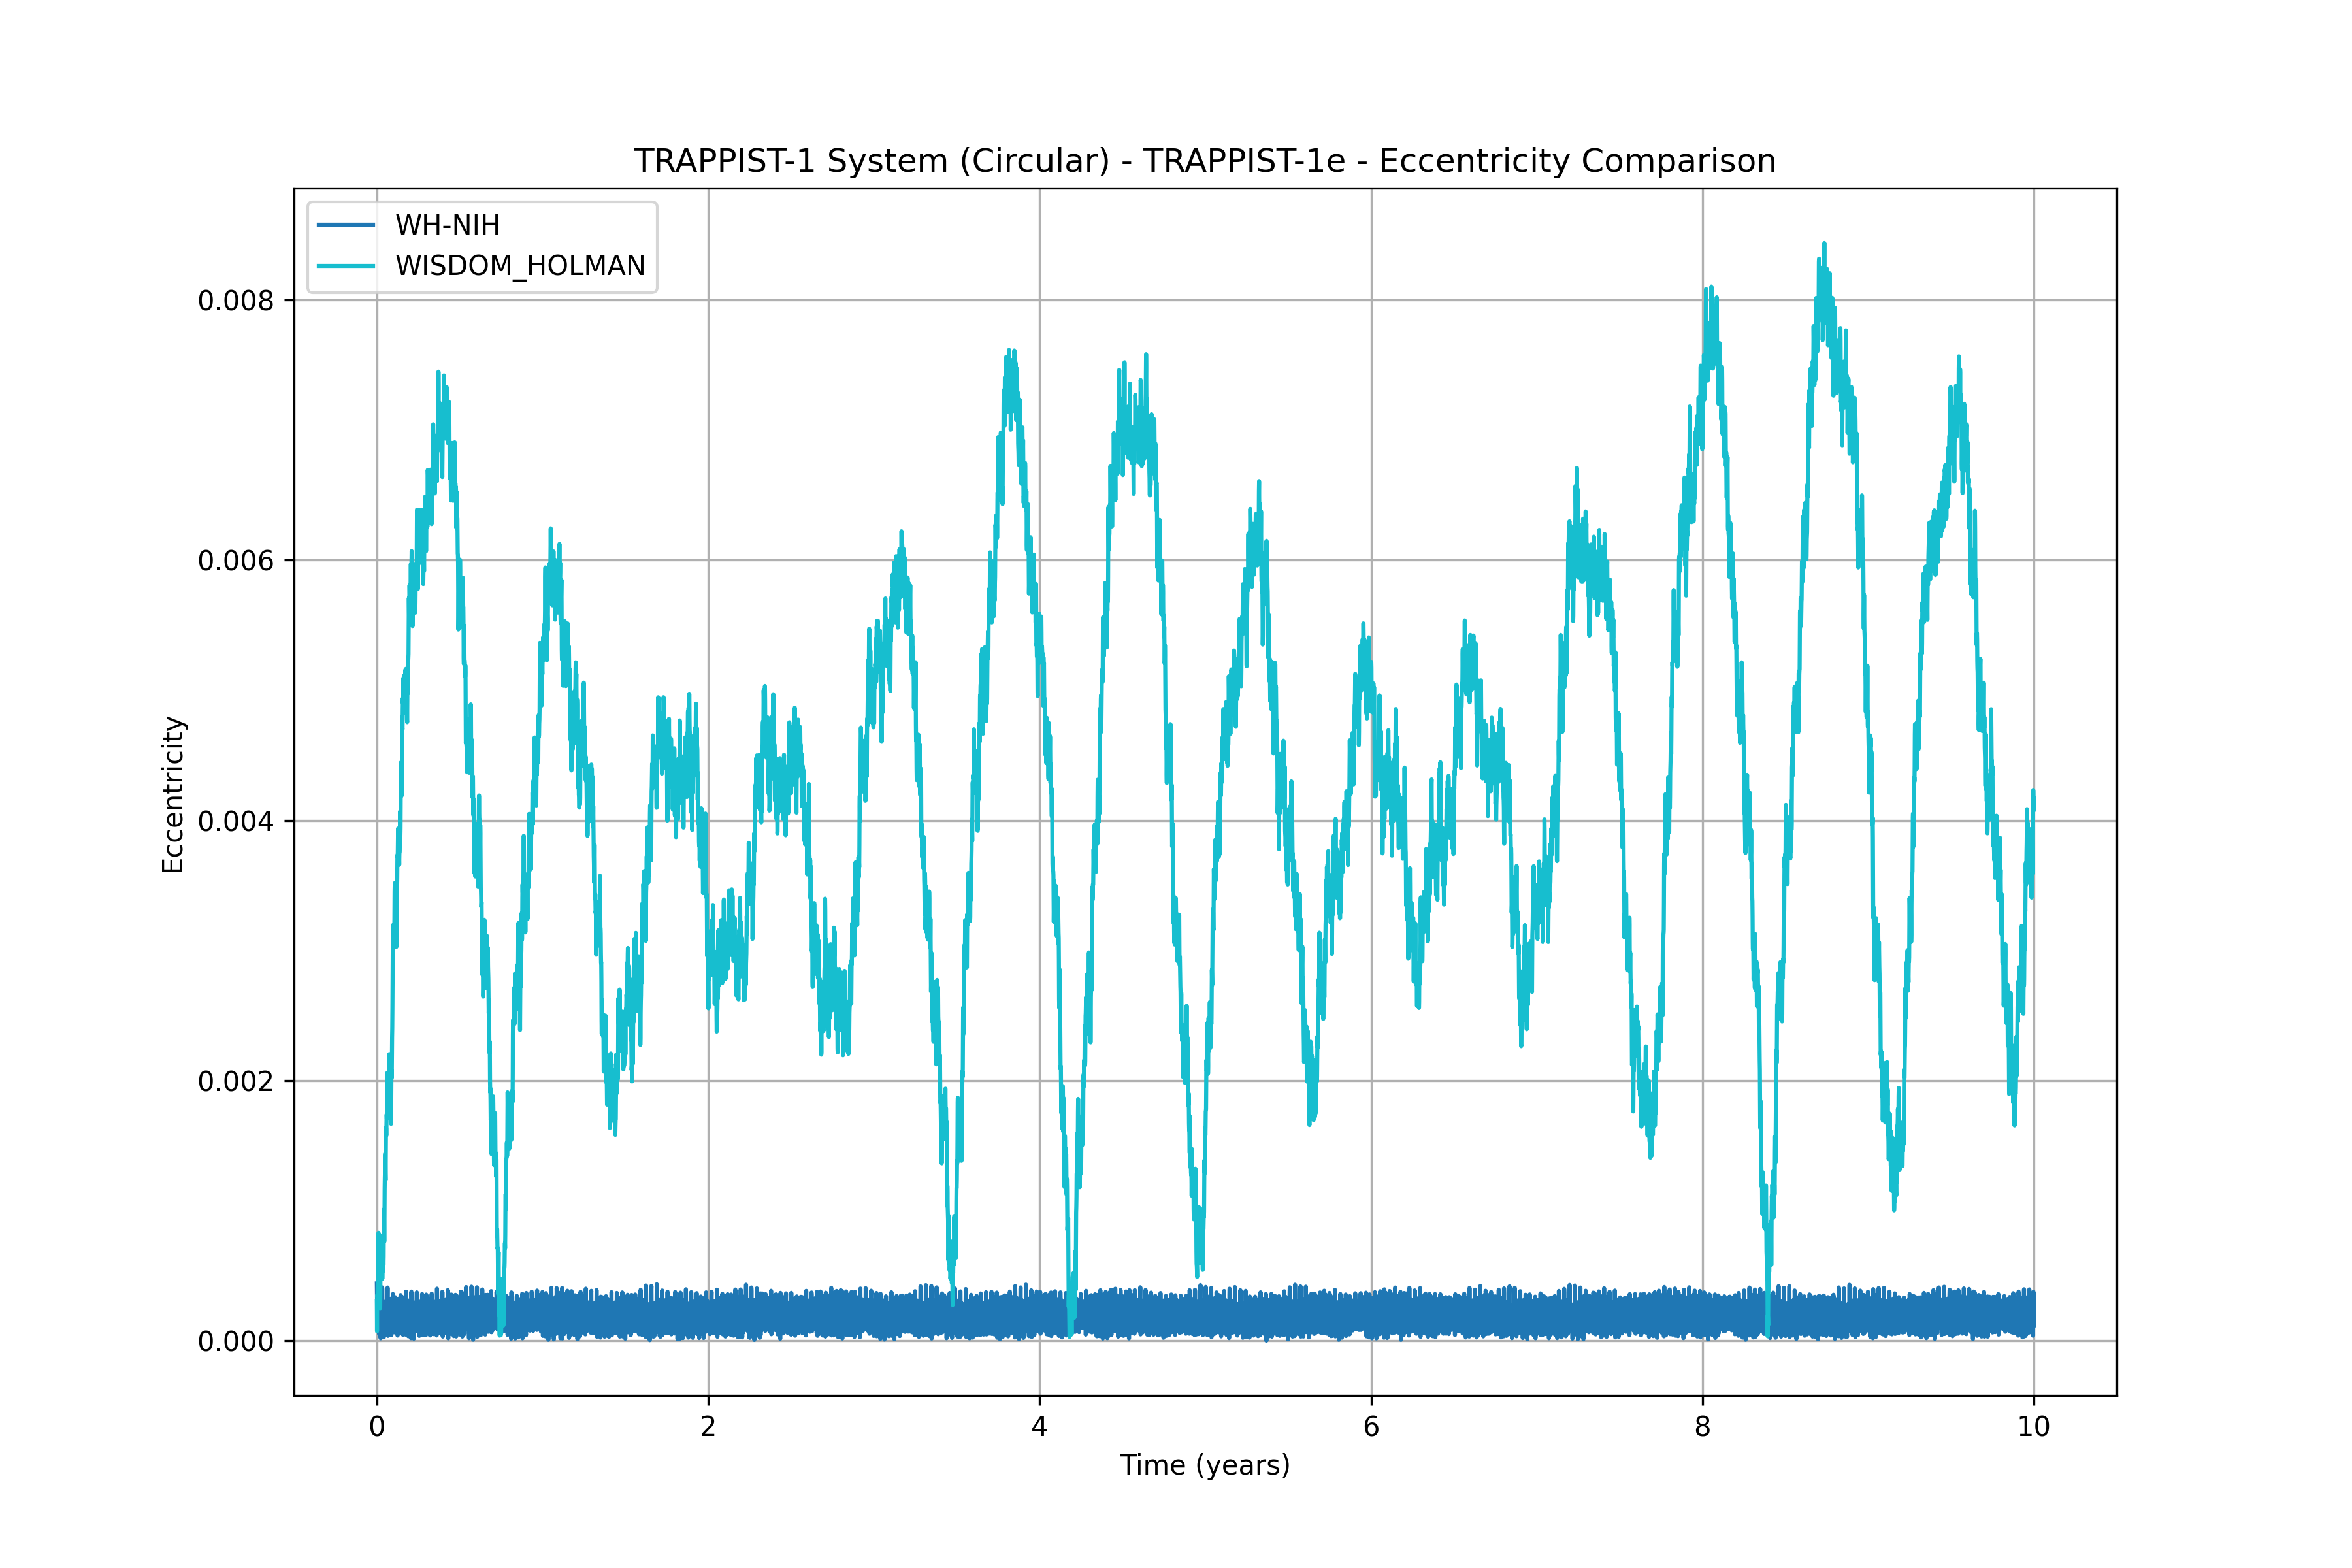 TRAPPIST-1 System (Circular) - TRAPPIST-1e - Eccentricity Comparison
WH-NIH
WISDOM_HOLMAN
0.008
0.006
0.004
0.002
0.000
Eccentricity
0 2 4 6 8 10
Time (years)